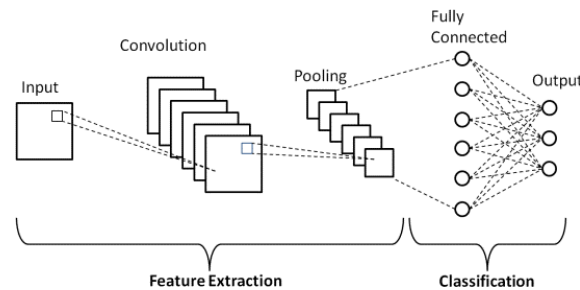 Fully
Connected
Convolution
Pooling
Input
Output
Feature Extraction
Classification